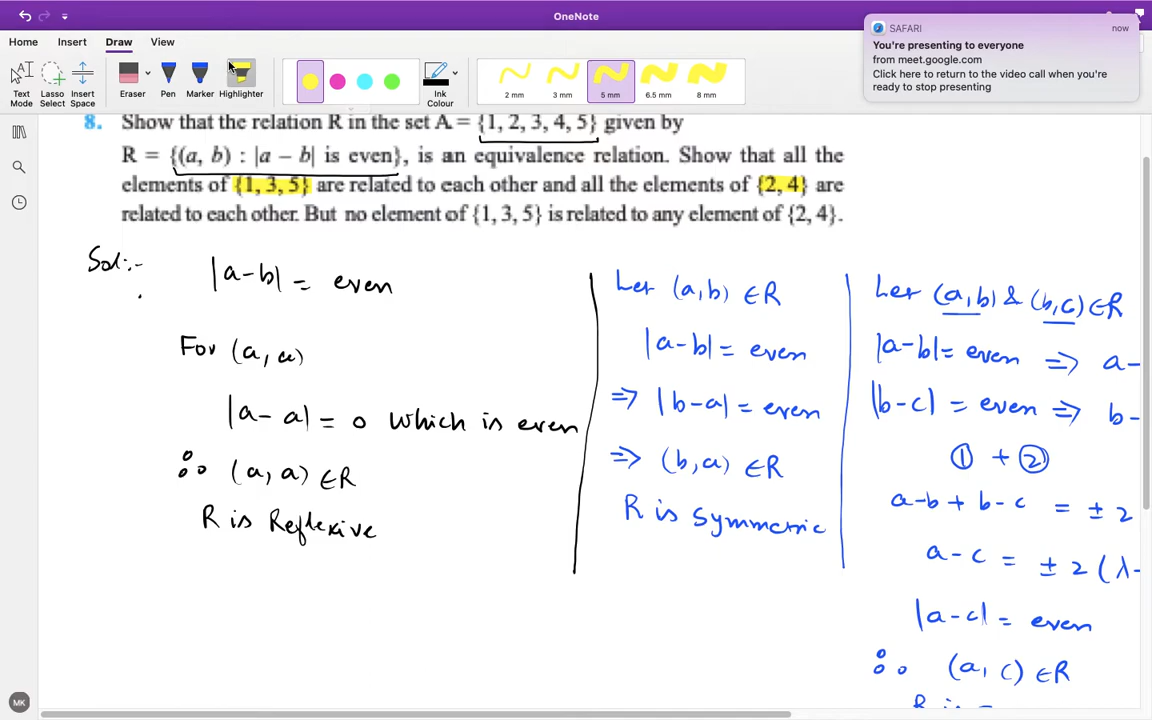 OneNote
Home Insert Draw View
SAFARI now
You're presenting to everyone
from meet.google.com
Click here to return to the video call when you're
ready to stop presenting
Text Mode
Lasso Select
Insert Space
Eraser
Pen
Marker
Highlighter
Ink Colour
2 mm 3 mm 5 mm 6.5 mm 8 mm
8. Show that the relation R in the set A = {1, 2, 3, 4, 5} given by
R = {(a, b) : |a – b| is even}, is an equivalence relation. Show that all the
elements of {1, 3, 5} are related to each other and all the elements of {2, 4} are
related to each other. But no element of {1, 3, 5} is related to any element of {2, 4}.
Sol:-
|a-b| = even
For (a, a)
|a-a| = 0 which is even
∴ (a, a) ∈R
R is Reflexive
Let (a,b) ∈R
|a-b| = even
=> |b-a| = even
=> (b,a) ∈R
R is Symmetric
Let (a,b) & (b,c) ∈R
|a-b| = even => a-
|b-c| = even => b-
① + ②
a-b + b-c = ± 2
a-c = ± 2 (λ-
|a-c| = even
∴ (a, c) ∈R
R is
MK